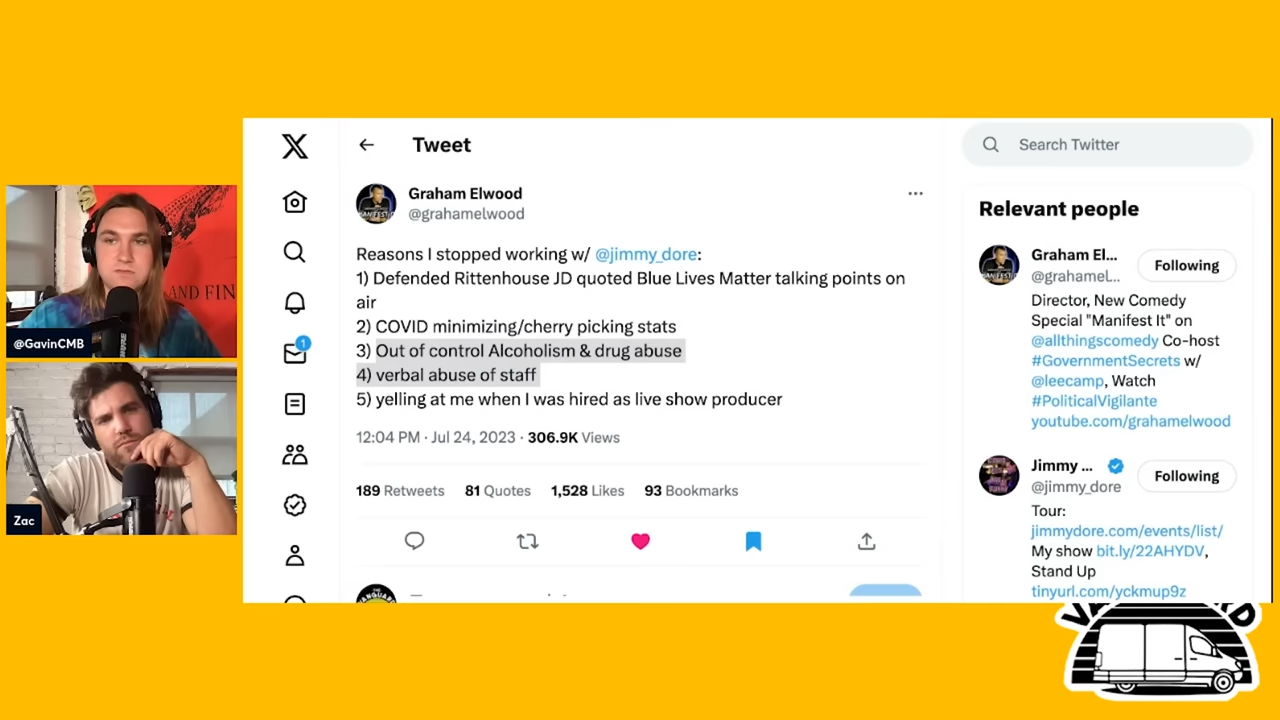 Tweet
Search Twitter
Graham Elwood
@grahamelwood
Reasons I stopped working w/ @jimmy_dore:
1) Defended Rittenhouse JD quoted Blue Lives Matter talking points on
air
2) COVID minimizing/cherry picking stats
3) Out of control Alcoholism & drug abuse
4) verbal abuse of staff
5) yelling at me when I was hired as live show producer
12:04 PM · Jul 24, 2023 · 306.9K Views
189 Retweets 81 Quotes 1,528 Likes 93 Bookmarks
Relevant people
Graham El...
@grahamel...
Following
Director, New Comedy
Special "Manifest It" on
@allthingscomedy Co-host
#GovernmentSecrets w/
@leecamp, Watch
#PoliticalVigilante
youtube.com/grahamelwood
Jimmy ...
@jimmy_dore
Following
Tour:
jimmydore.com/events/list/
My show bit.ly/22AHYDV,
Stand Up
tinyurl.com/yckmup9z
1
AND FIN
@GavinCMB
Zac